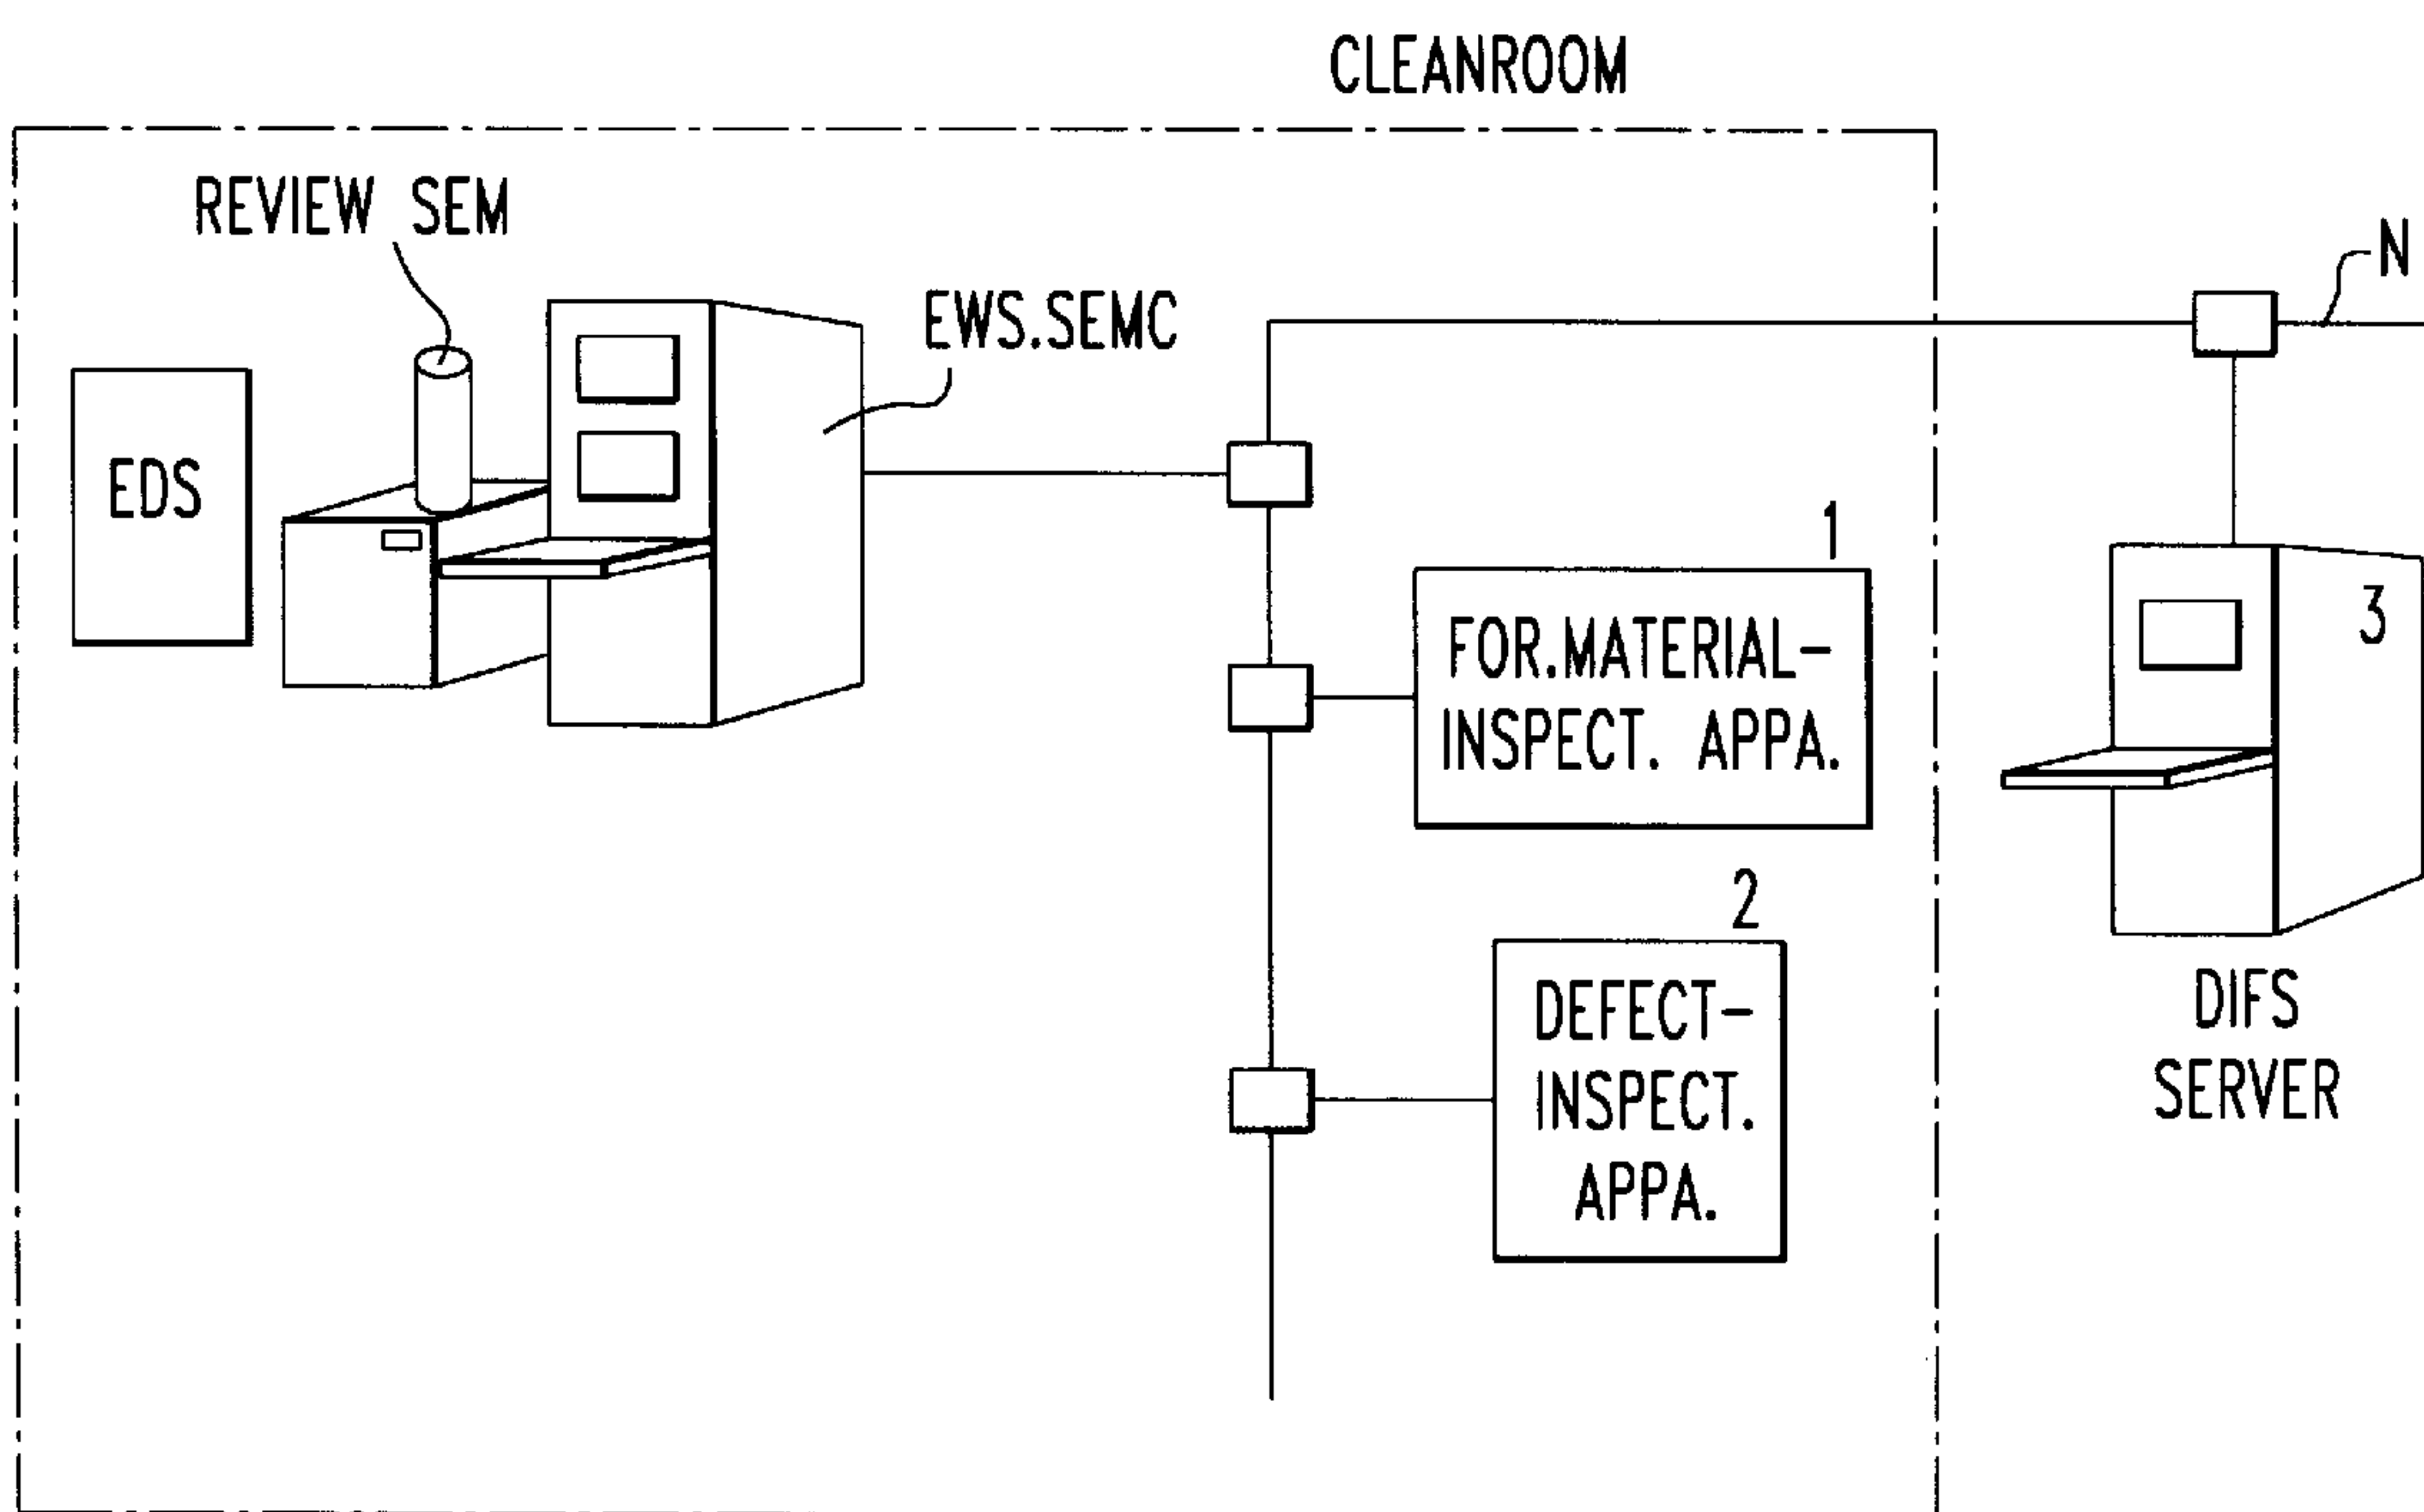 CLEANROOM
REVIEW SEM
N
EWS.SEMC
EDS
1
FOR.MATERIAL-
INSPECT. APPA.
3
2
DEFECT-
INSPECT.
APPA.
DIFS
SERVER